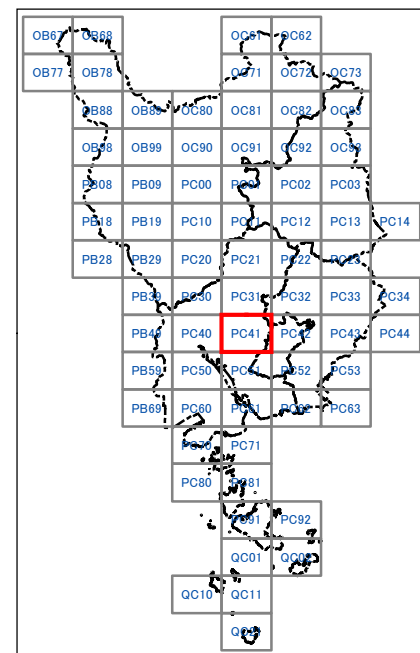 OB67 OB68 OC61 OC62
OB77 OB78 OC71 OC72 OC73
OB88 OB89 OC80 OC81 OC82 OC83
OB98 OB99 OC90 OC91 OC92 OC93
PB08 PB09 PC00 PC01 PC02 PC03
PB18 PB19 PC10 PC11 PC12 PC13 PC14
PB28 PB29 PC20 PC21 PC22 PC23
PB39 PC30 PC31 PC32 PC33 PC34
PB49 PC40 PC41 PC42 PC43 PC44
PB59 PC50 PC51 PC52 PC53
PB69 PC60 PC61 PC62 PC63
PC70 PC71
PC80 PC81
PC91 PC92
QC01 QC02
QC10 QC11
QC21